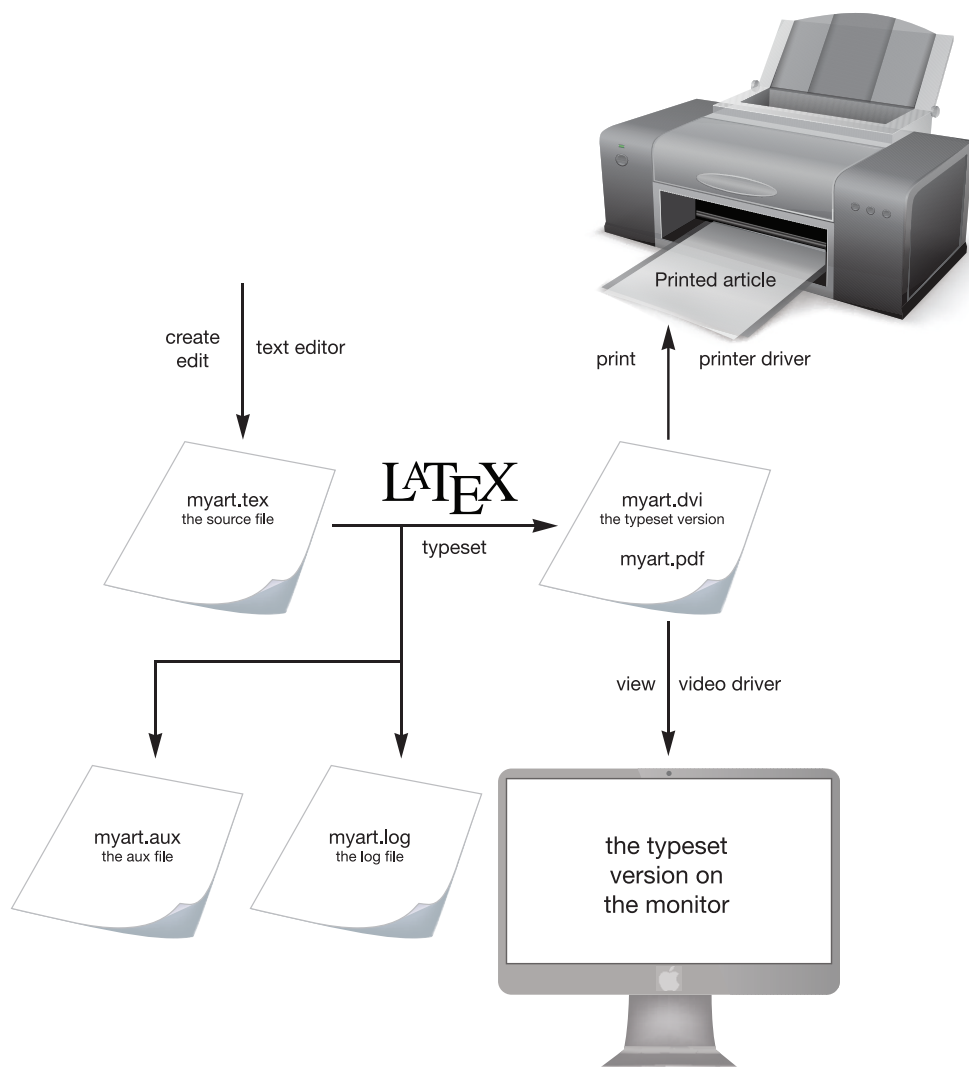 Printed article
create
edit
text editor
print
printer driver
myart.tex
the source file
LATEX
typeset
myart.dvi
the typeset version
myart.pdf
view
video driver
myart.aux
the aux file
myart.log
the log file
the typeset
version on
the monitor